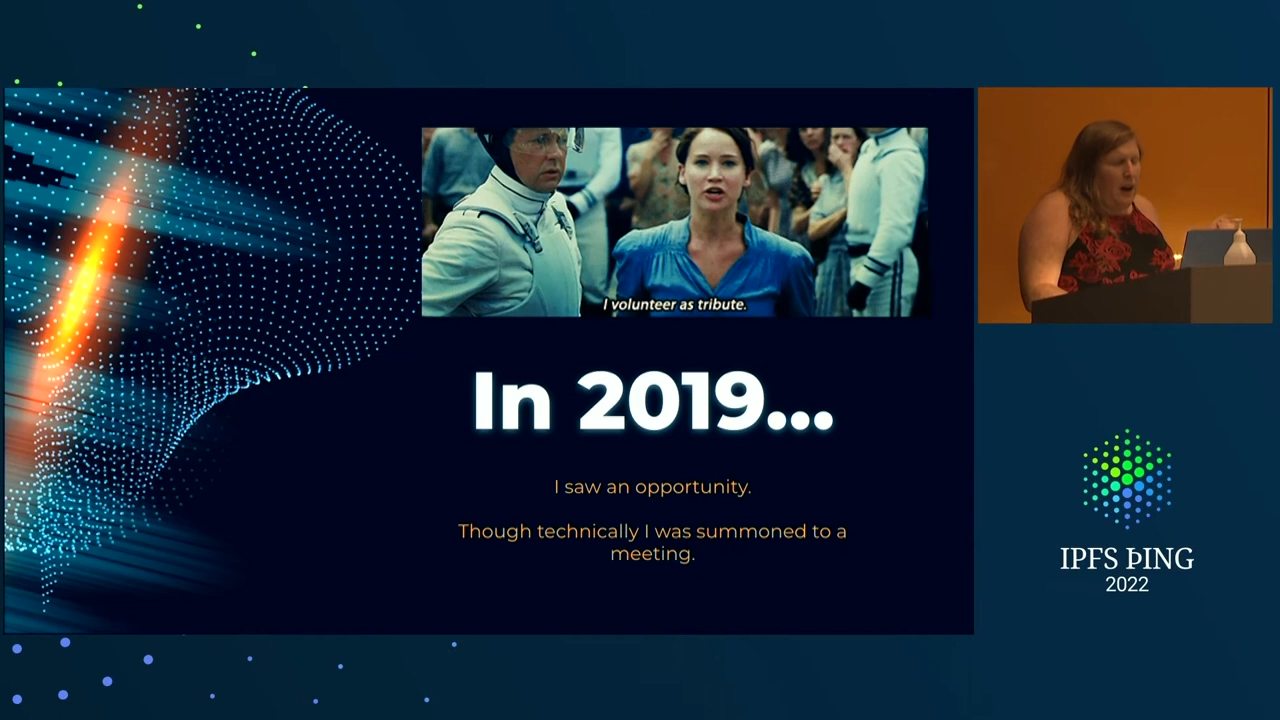 I volunteer as tribute.
In 2019...
I saw an opportunity.
Though technically I was summoned to a
meeting.
IPFS ÞING
2022